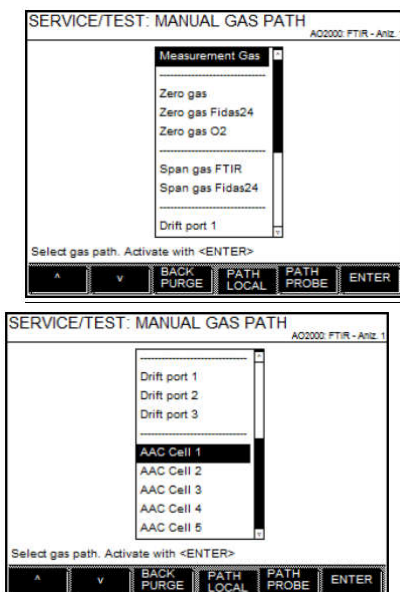 SERVICE/TEST: MANUAL GAS PATH
AO2000: FTIR - Anlz. 1
Measurement Gas
Zero gas
Zero gas Fidas24
Zero gas O2
Span gas FTIR
Span gas Fidas24
Drift port 1
Select gas path. Activate with <ENTER>
^ v BACK PURGE PATH LOCAL PATH PROBE ENTER
SERVICE/TEST: MANUAL GAS PATH
AO2000: FTIR - Anlz. 1
Drift port 1
Drift port 2
Drift port 3
AAC Cell 1
AAC Cell 2
AAC Cell 3
AAC Cell 4
AAC Cell 5
Select gas path. Activate with <ENTER>
^ v BACK PURGE PATH LOCAL PATH PROBE ENTER